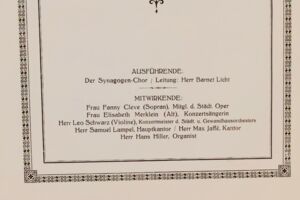 AUSFÜHRENDE:
Der Synagogen-Chor; Leitung: Herr Barnet Licht
MITWIRKENDE:
Frau Fanny Cleve (Sopran), Mitgl. d. Städt. Oper
Frau Elisabeth Merklein (Alt), Konzertsängerin
Herr Leo Schwarz (Violine), Konzertmeister d. Städt. u. Gewandhausorchesters
Herr Samuel Lampel, Hauptkantor / Herr Max Jaffé, Kantor
Herr Hans Hiller, Organist